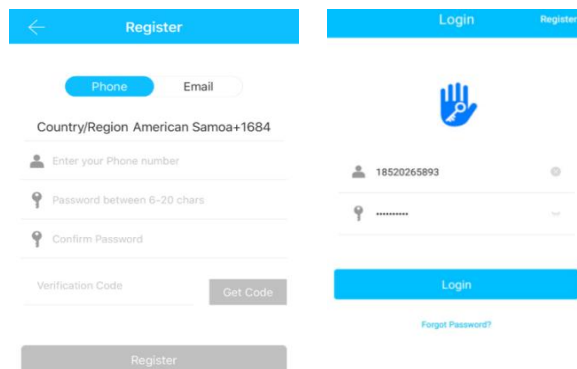 Register
Phone Email
Country/Region American Samoa+1684
Enter your Phone number
Password between 6-20 chars
Confirm Password
Verification Code Get Code
Register
Login Register
18520265893
••••••••••
Login
Forgot Password?